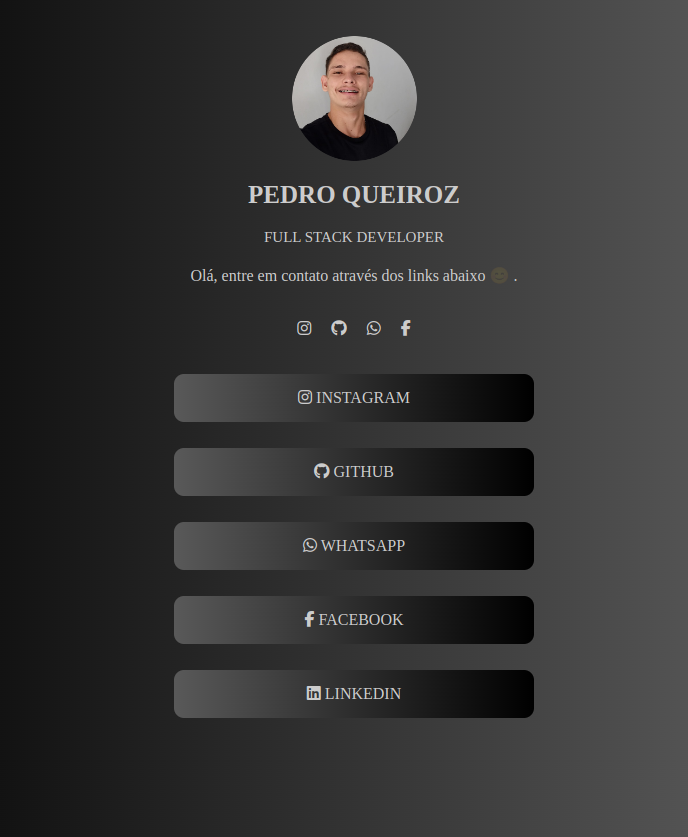 PEDRO QUEIROZ
FULL STACK DEVELOPER
Olá, entre em contato através dos links abaixo 😊 .
INSTAGRAM
GITHUB
WHATSAPP
FACEBOOK
LINKEDIN